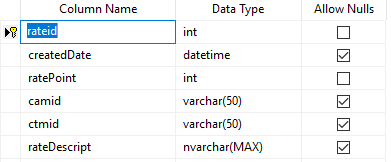 Column Name Data Type Allow Nulls
rateid int
createdDate datetime
ratePoint int
camid varchar(50)
ctmid varchar(50)
rateDescript nvarchar(MAX)